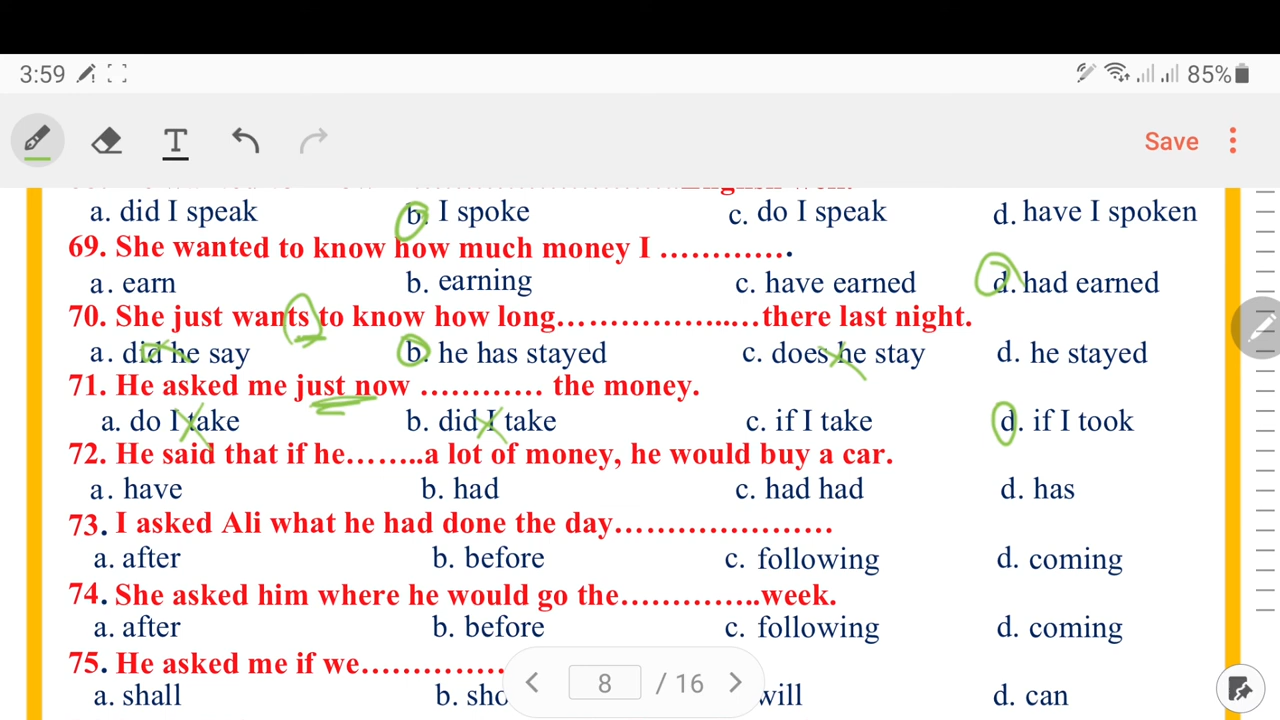 3:59 85%
T Save
a. did I speak b. I spoke c. do I speak d. have I spoken
69. She wanted to know how much money I ………….
a. earn b. earning c. have earned d. had earned
70. She just wants to know how long……………..…there last night.
a. did he say b. he has stayed c. does he stay d. he stayed
71. He asked me just now ………… the money.
a. do I take b. did I take c. if I take d. if I took
72. He said that if he……..a lot of money, he would buy a car.
a. have b. had c. had had d. has
73. I asked Ali what he had done the day…………………
a. after b. before c. following d. coming
74. She asked him where he would go the…………..week.
a. after b. before c. following d. coming
75. He asked me if we……………
a. shall b. sho will d. can
< 8 / 16 >